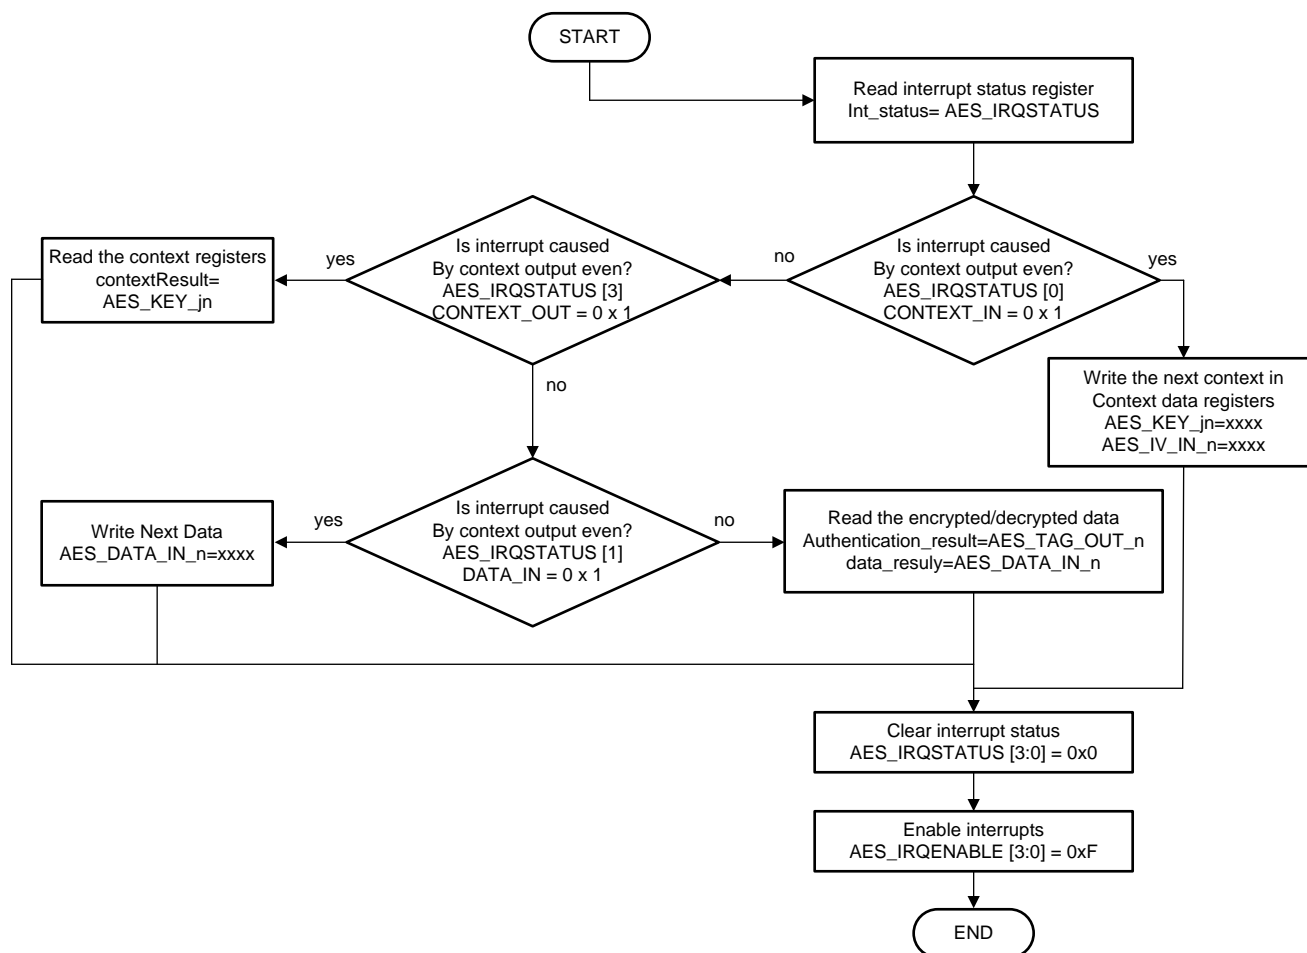 START
Read interrupt status register
Int_status= AES_IRQSTATUS
Is interrupt caused
By context output even?
AES_IRQSTATUS [0]
CONTEXT_IN = 0 x 1
no
yes
Is interrupt caused
By context output even?
AES_IRQSTATUS [3]
CONTEXT_OUT = 0 x 1
yes
no
Read the context registers
contextResult=
AES_KEY_jn
Write the next context in
Context data registers
AES_KEY_jn=xxxx
AES_IV_IN_n=xxxx
Is interrupt caused
By context output even?
AES_IRQSTATUS [1]
DATA_IN = 0 x 1
yes
no
Write Next Data
AES_DATA_IN_n=xxxx
Read the encrypted/decrypted data
Authentication_result=AES_TAG_OUT_n
data_resuly=AES_DATA_IN_n
Clear interrupt status
AES_IRQSTATUS [3:0] = 0x0
Enable interrupts
AES_IRQENABLE [3:0] = 0xF
END